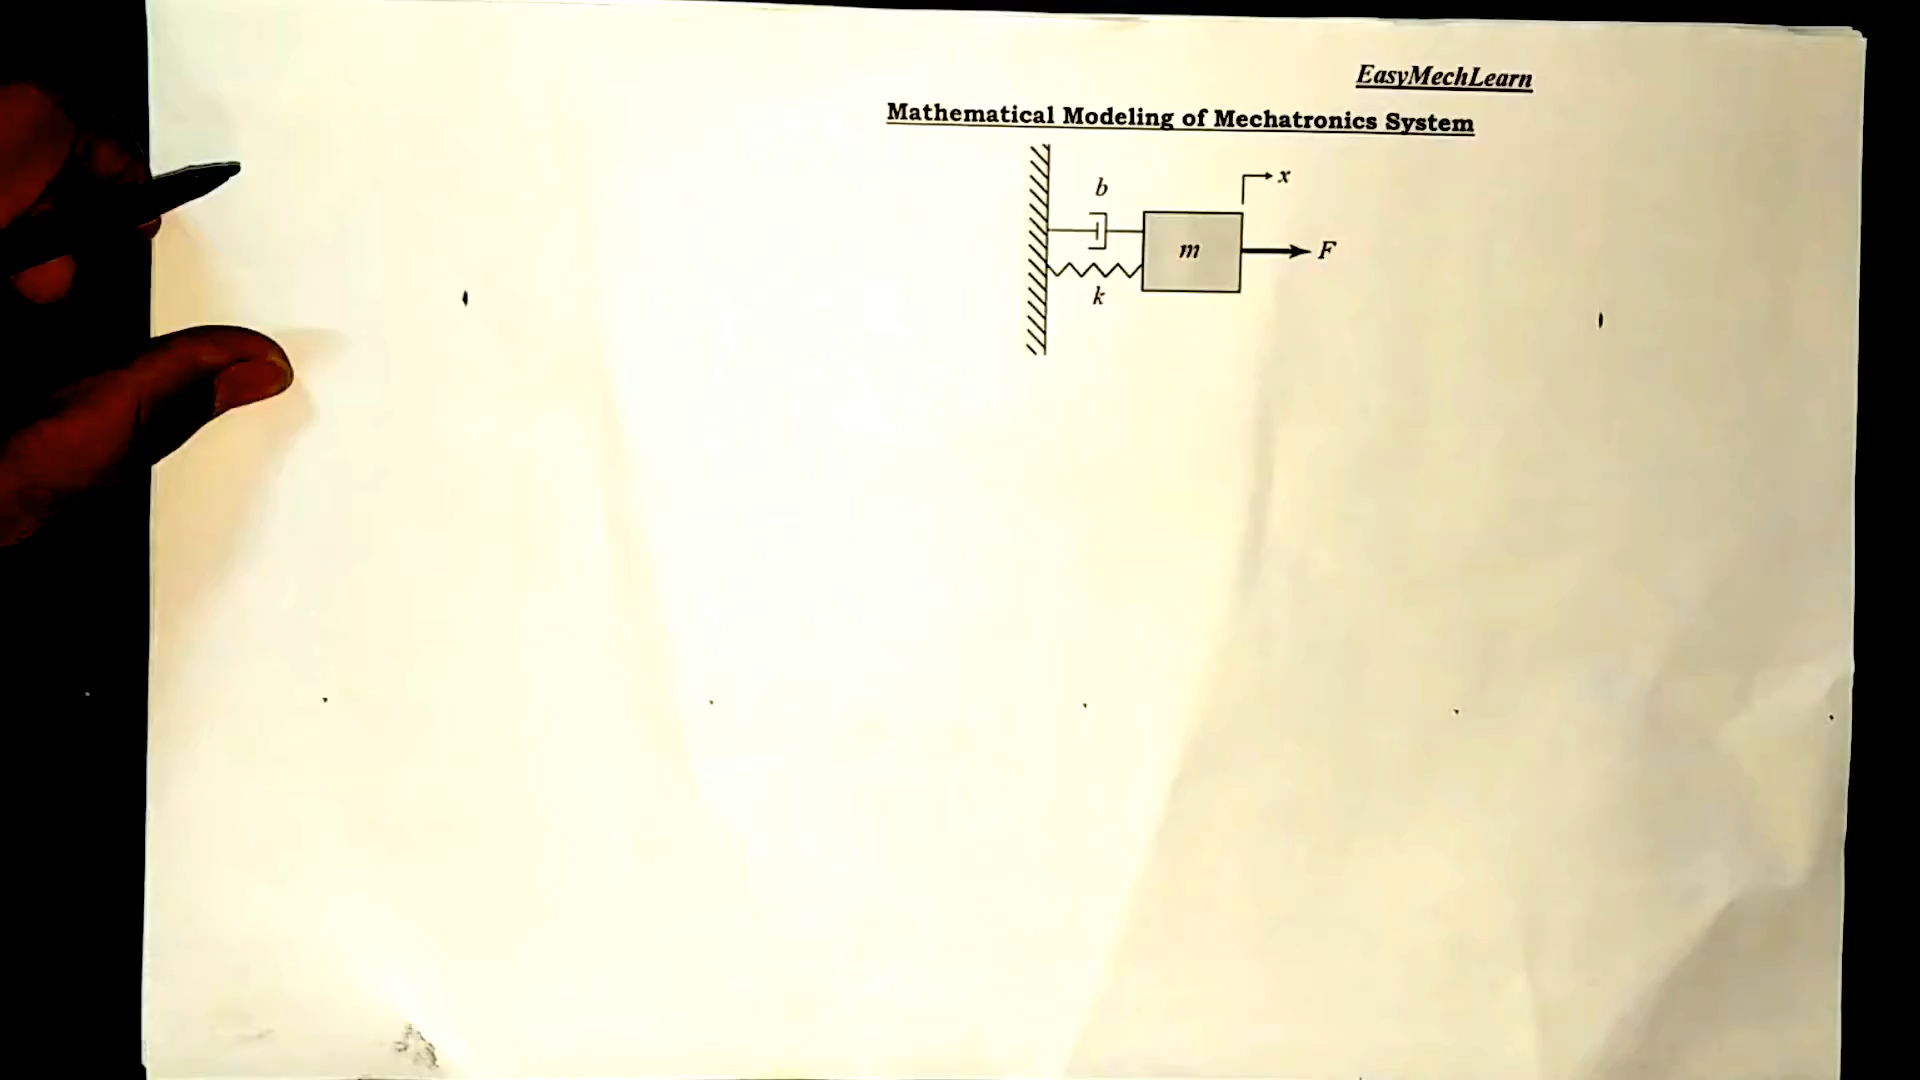 EasyMechLearn
Mathematical Modeling of Mechatronics System
x
b
m
F
k